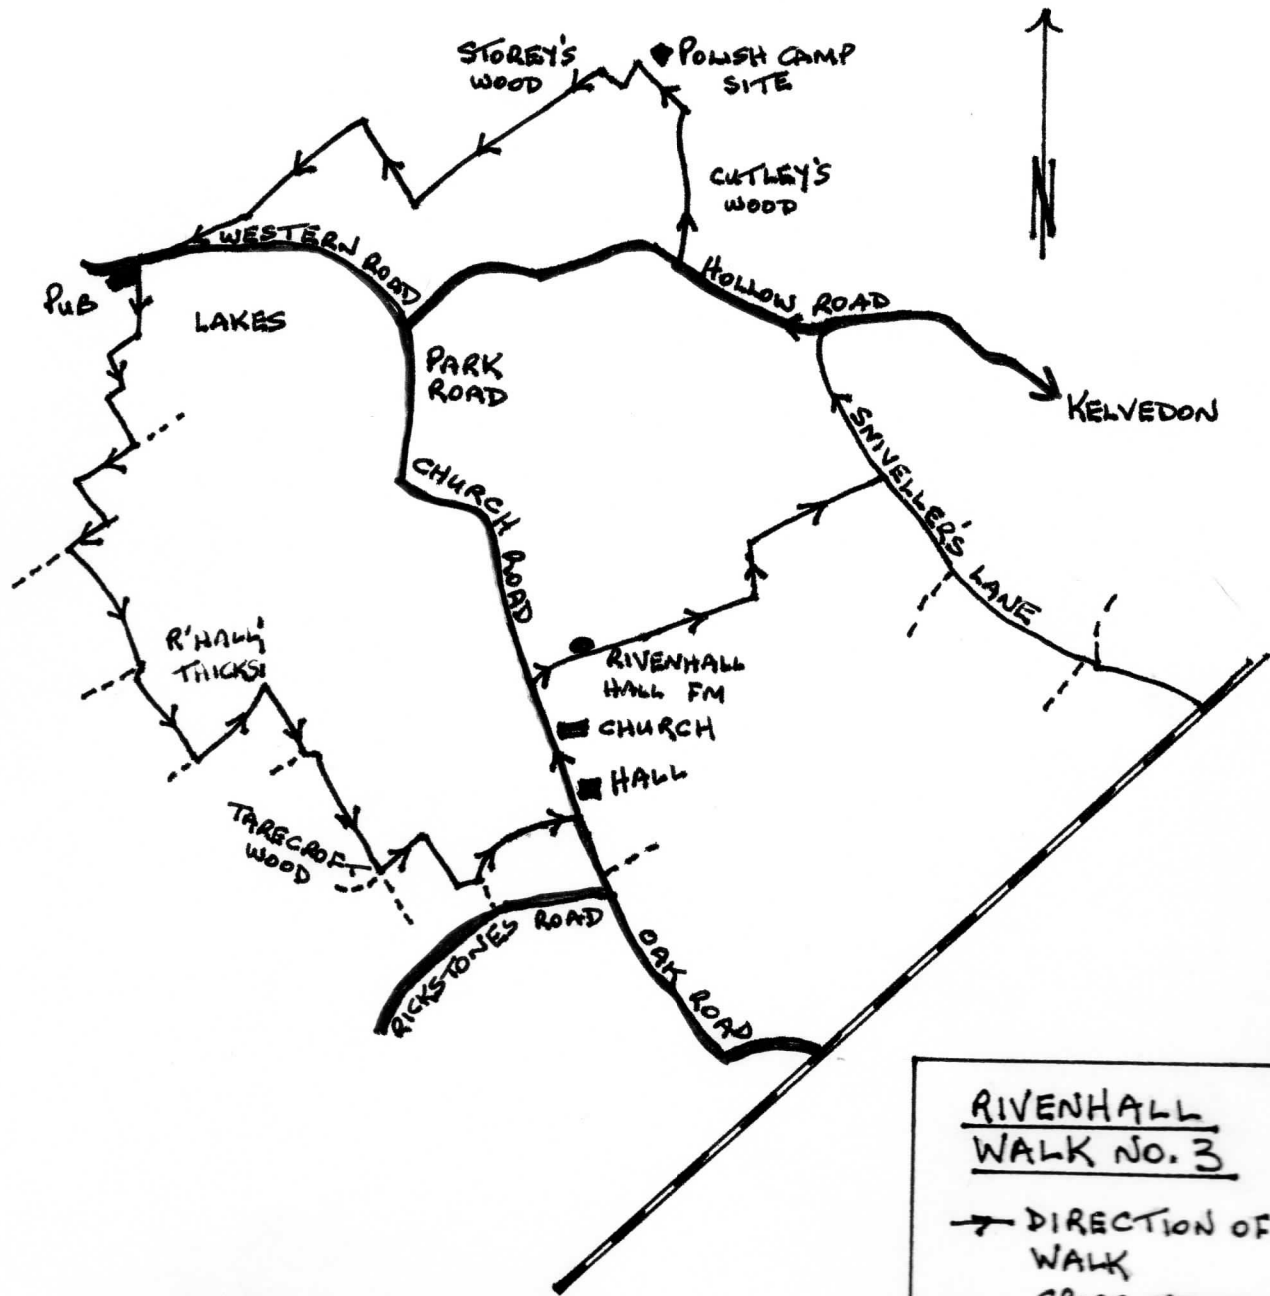 STOREY'S
WOOD
POLISH CAMP
SITE
CUTLEY'S
WOOD
N
WESTERN ROAD
HOLLOW ROAD
PUB
LAKES
PARK
ROAD
KELVEDON
CHURCH ROAD
SNIVELLER'S LANE
R'HALL
THICKS
RIVENHALL
HALL FM
CHURCH
HALL
TARECROFT
WOOD
RICKSTONES ROAD
OAK ROAD
RIVENHALL
WALK NO. 3
DIRECTION OF
WALK